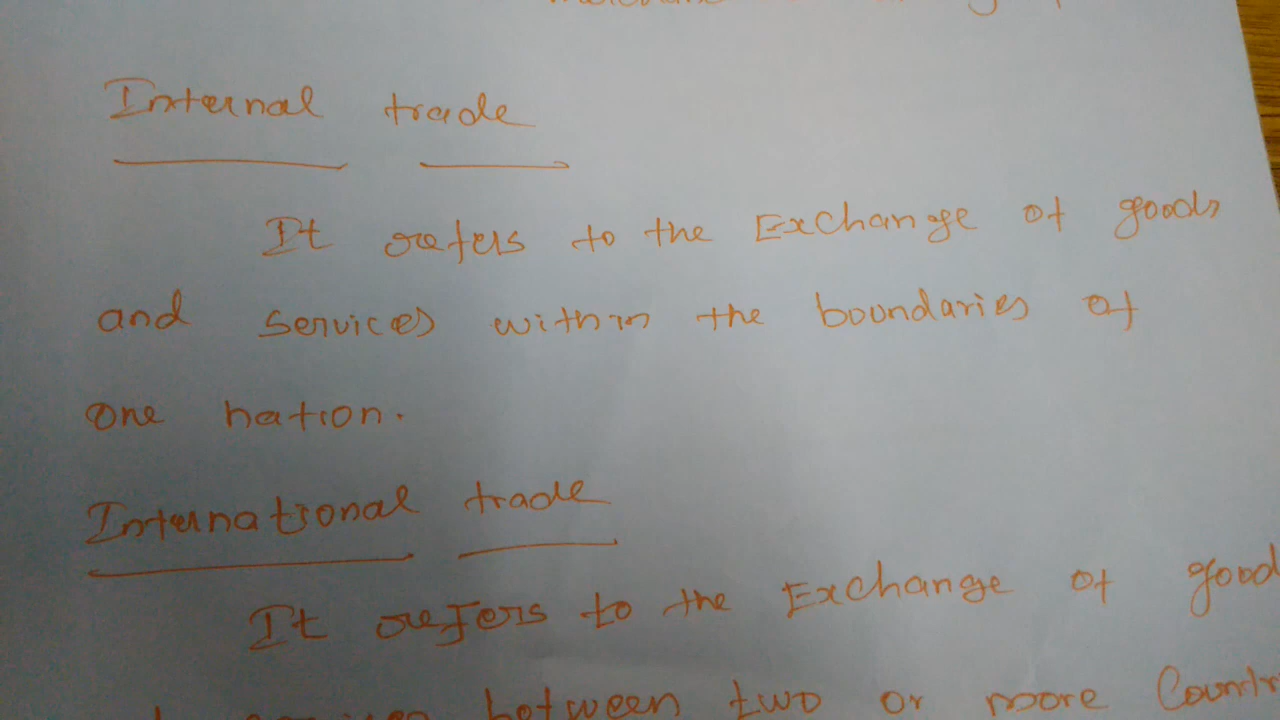 Internal trade
It refers to the Exchange of goods
and services within the boundaries of
one nation.
International trade
It refers to the Exchange of good
between two or more Countr